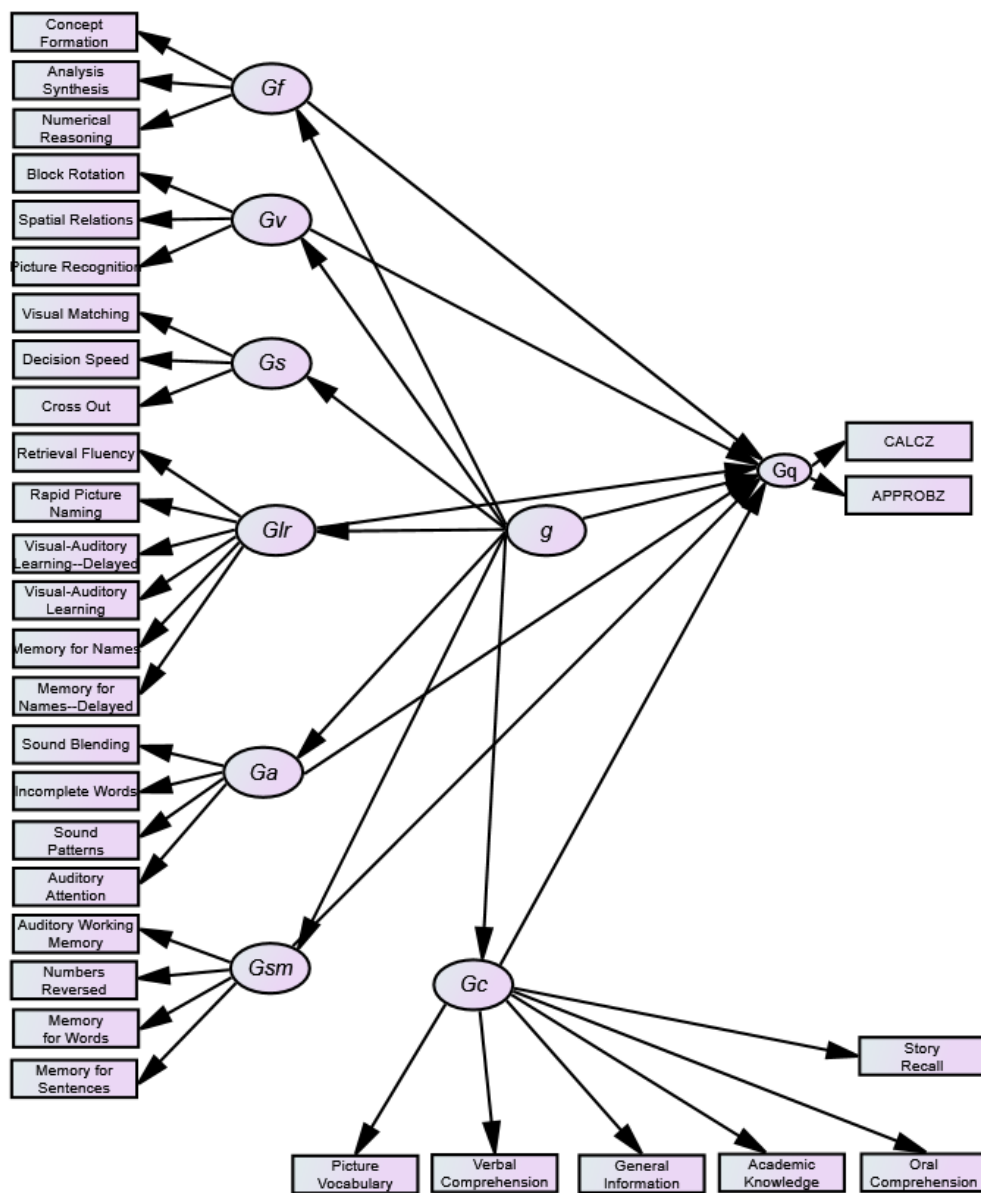 Concept
Formation
Analysis
Synthesis
Numerical
Reasoning
Gf
Block Rotation
Spatial Relations
Picture Recognition
Gv
Visual Matching
Decision Speed
Cross Out
Gs
Retrieval Fluency
Rapid Picture
Naming
Visual-Auditory
Learning--Delayed
Visual-Auditory
Learning
Memory for Names
Memory for
Names--Delayed
Glr
g
Gq
CALCZ
APPROBZ
Sound Blending
Incomplete Words
Sound
Patterns
Auditory
Attention
Ga
Auditory Working
Memory
Numbers
Reversed
Memory
for Words
Memory for
Sentences
Gsm
Gc
Story
Recall
Picture
Vocabulary
Verbal
Comprehension
General
Information
Academic
Knowledge
Oral
Comprehension